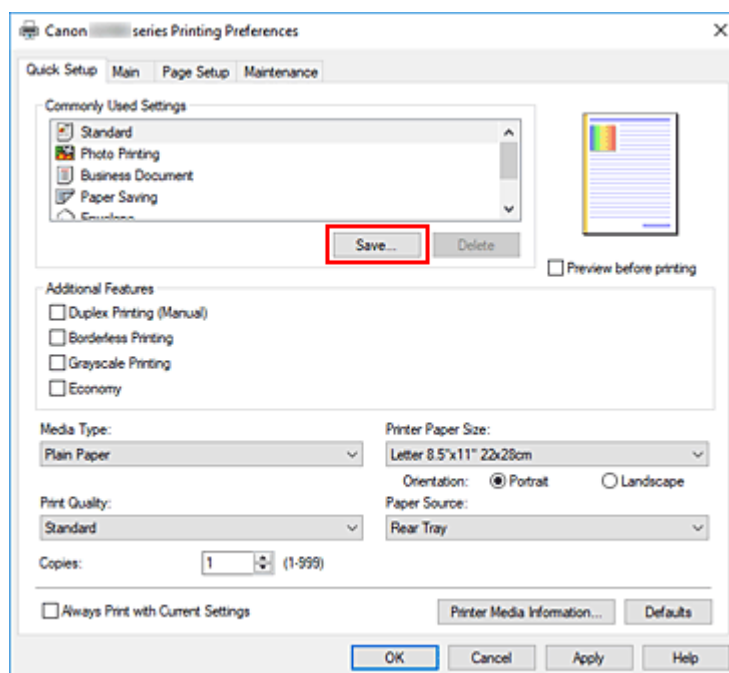 Canon series Printing Preferences
Quick Setup Main Page Setup Maintenance
Commonly Used Settings
Standard
Photo Printing
Business Document
Paper Saving
Envelope
Save... Delete
Preview before printing
Additional Features
Duplex Printing (Manual)
Borderless Printing
Grayscale Printing
Economy
Media Type: Printer Paper Size:
Plain Paper Letter 8.5"x11" 22x28cm
Orientation: Portrait Landscape
Print Quality: Paper Source:
Standard Rear Tray
Copies: 1 (1-999)
Always Print with Current Settings Printer Media Information... Defaults
OK Cancel Apply Help